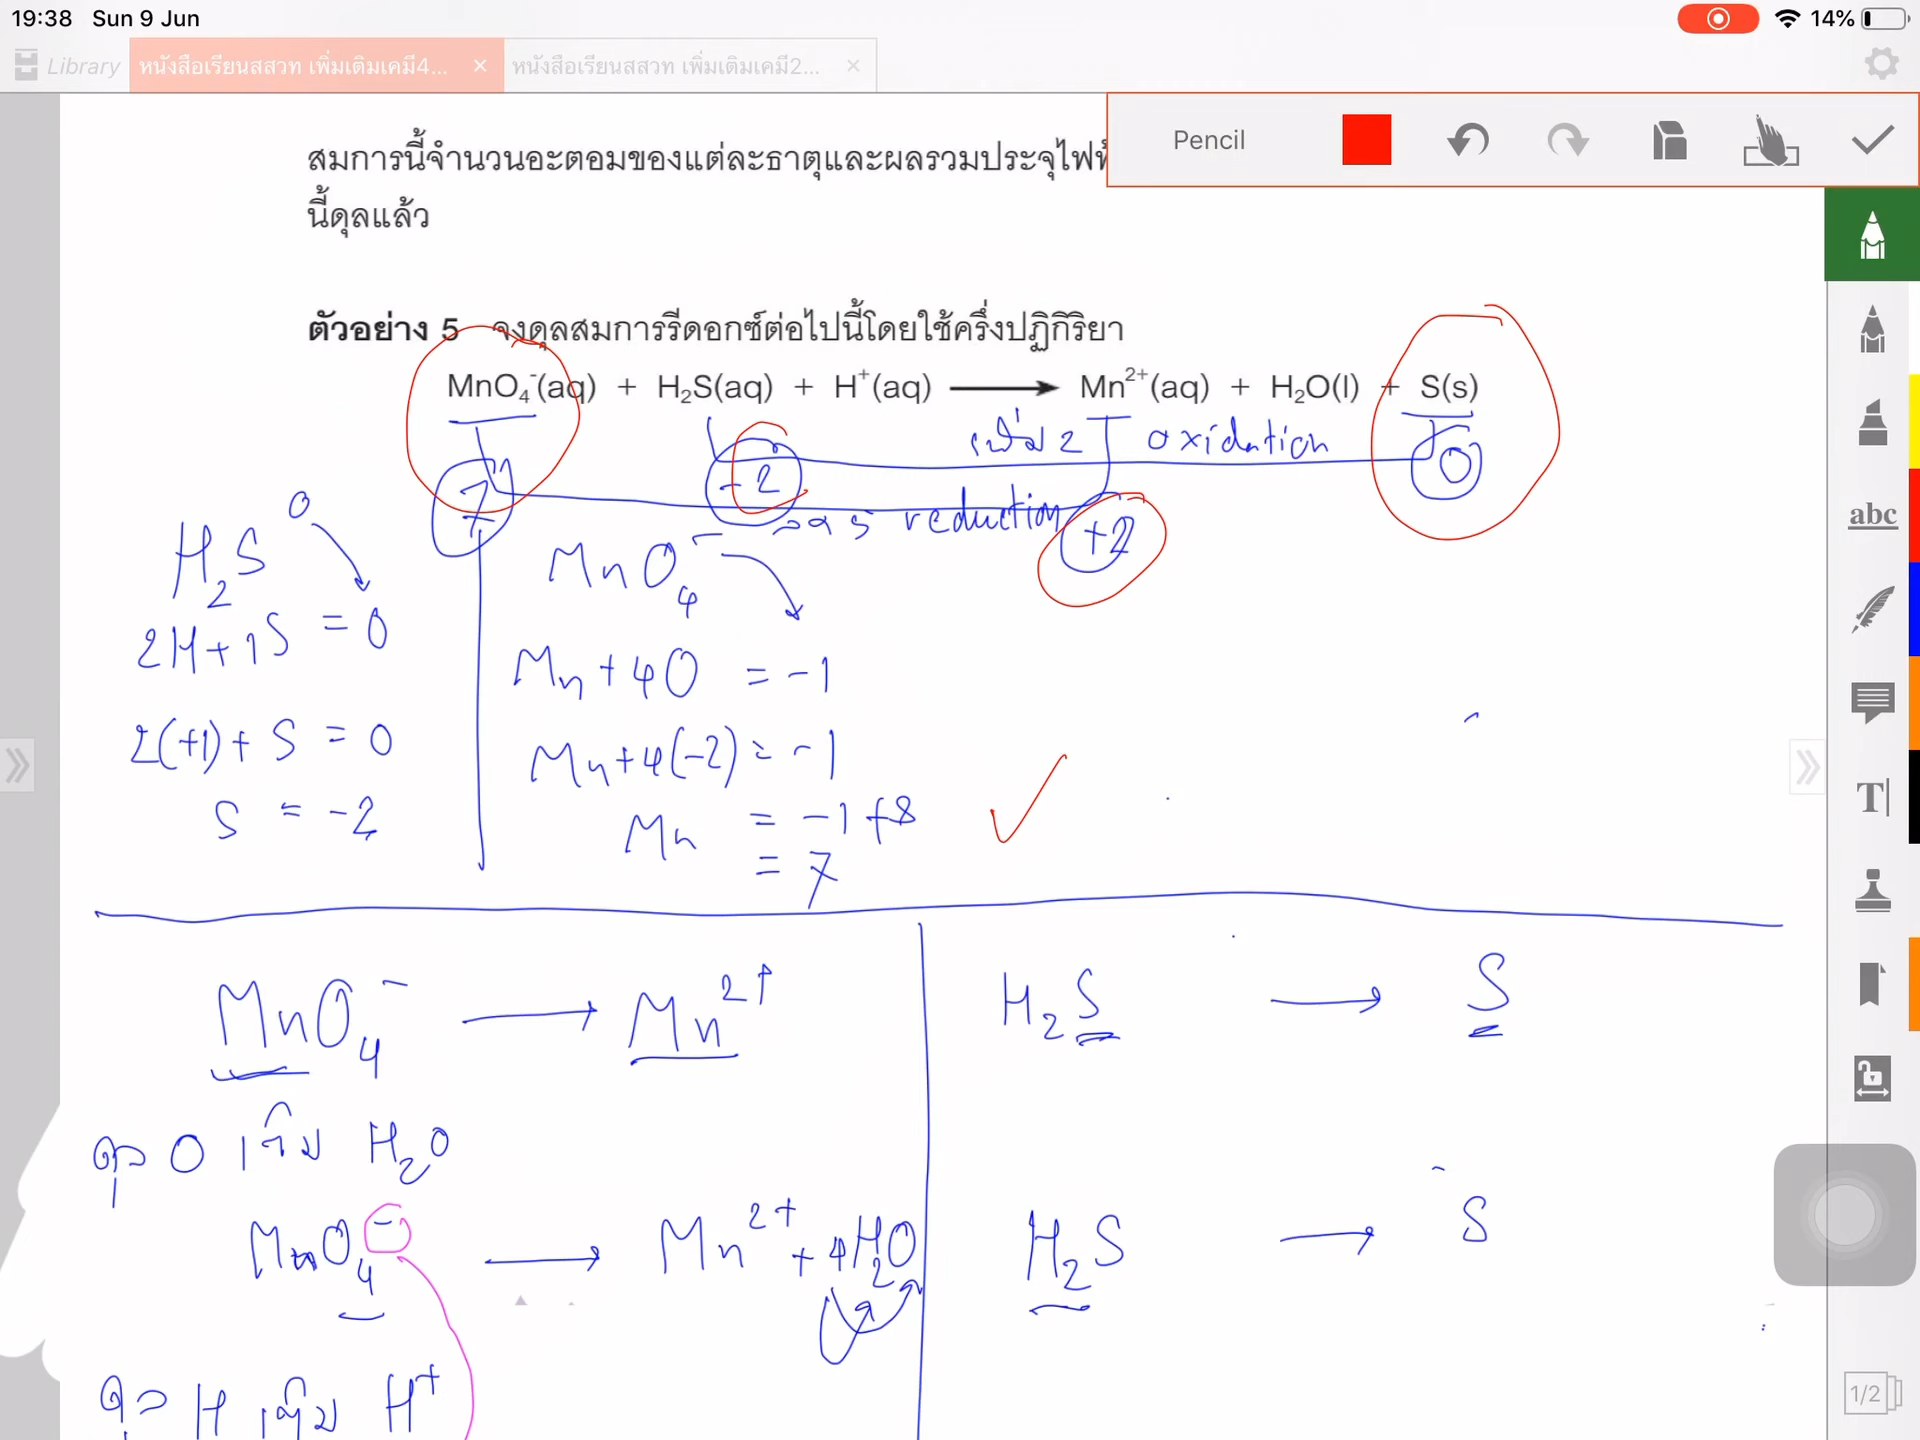 19:38 Sun 9 Jun
14%
Library
หนังสือเรียนสสวท เพิ่มเติมเคมี4... ×
หนังสือเรียนสสวท เพิ่มเติมเคมี2... ×
Pencil
สมการนี้จำนวนอะตอมของแต่ละธาตุและผลรวมประจุไฟฟ้
นี้ดุลแล้ว
ตัวอย่าง 5 จงดุลสมการรีดอกซ์ต่อไปนี้โดยใช้ครึ่งปฏิกิริยา
MnO₄⁻(aq) + H₂S(aq) + H⁺(aq) ⟶ Mn²⁺(aq) + H₂O(l) + S(s)
เพิ่ม 2 oxidation
7 -2 0
ลด 5 reduction
+2
H₂S⁰
2H+1S = 0
2(+1)+ S = 0
S = -2
MnO₄⁻
Mn + 4O = -1
Mn+4(-2) = -1
Mn = -1+8
= 7
MnO₄⁻ ⟶ Mn²⁺
H₂S ⟶ S
ดุล O เติม H₂O
MnO₄⁻ ⟶ Mn²⁺ + 4H₂O
H₂S ⟶ S
ดุล H เติม H⁺
abc
T|
1/2